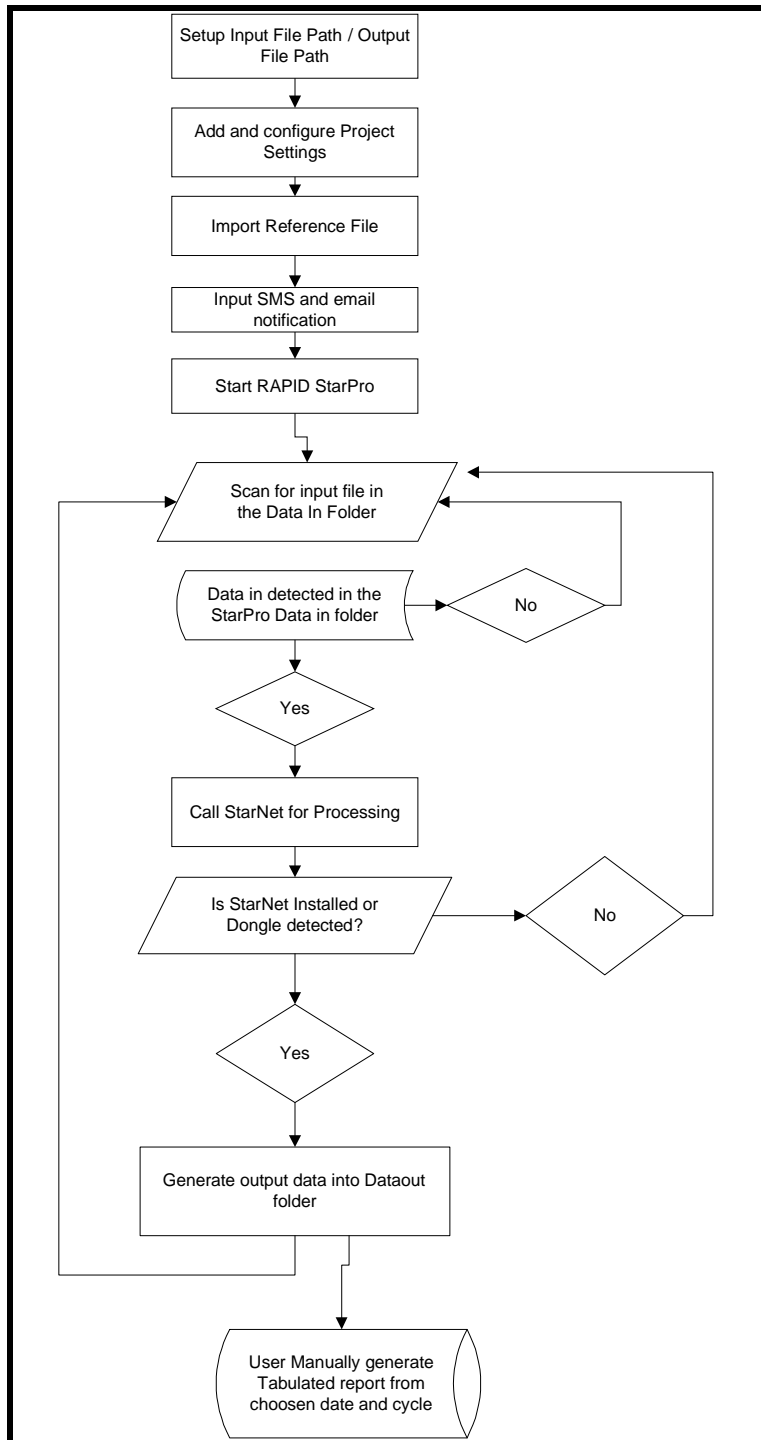 Setup Input File Path / Output
File Path
Add and configure Project
Settings
Import Reference File
Input SMS and email
notification
Start RAPID StarPro
Scan for input file in
the Data In Folder
Data in detected in the
StarPro Data in folder
No
Yes
Call StarNet for Processing
Is StarNet Installed or
Dongle detected?
No
Yes
Generate output data into Dataout
folder
User Manually generate
Tabulated report from
choosen date and cycle